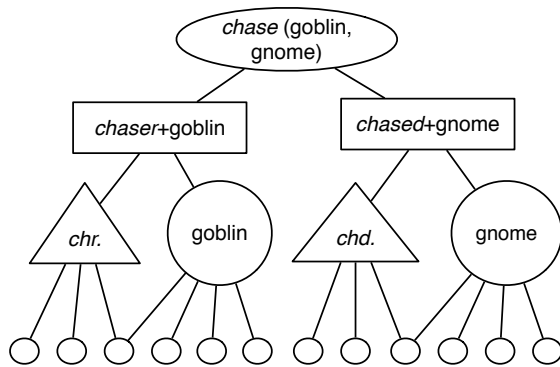 chase (goblin,
gnome)
chaser+goblin
chased+gnome
chr.
goblin
chd.
gnome